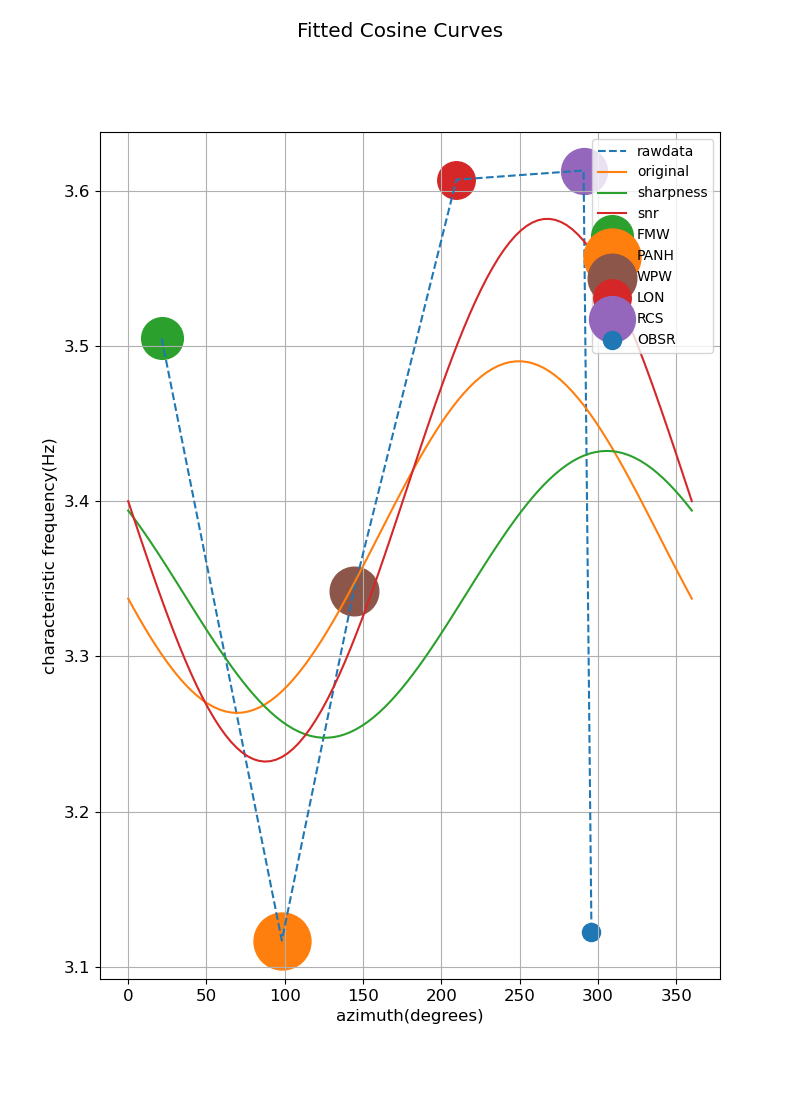 Fitted Cosine Curves
rawdata
original
sharpness
snr
FMW
PANH
WPW
LON
RCS
OBSR
3.6
3.5
3.4
3.3
3.2
3.1
characteristic frequency(Hz)
0 50 100 150 200 250 300 350
azimuth(degrees)